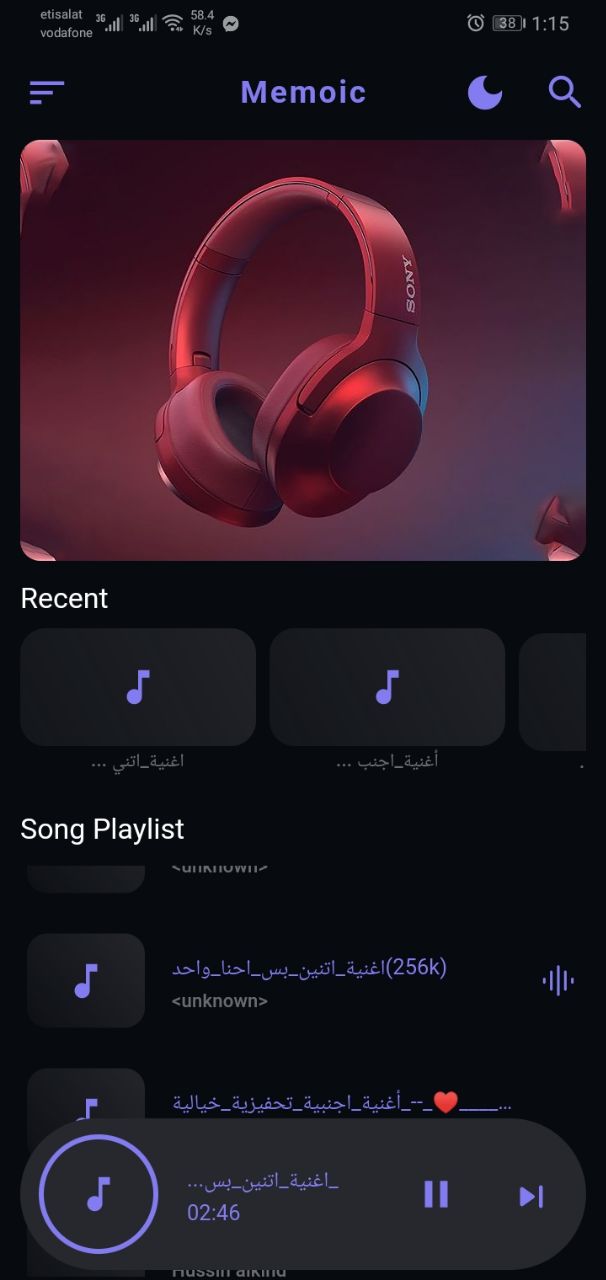 etisalat
vodafone
3G
3G
58.4
K/s
38
1:15
Memoic
SONY
Recent
اغنية_اتني ...
أغنية_اجنب ...
.
Song Playlist
<unknown>
اغنية_اتنين_بس_احنا_واحد(256k)
<unknown>
أغنية_اجنبية_تحفيزية_خيالية_--_❤️____...
_اغنية_اتنين_بس...
02:46
Hussin alkind